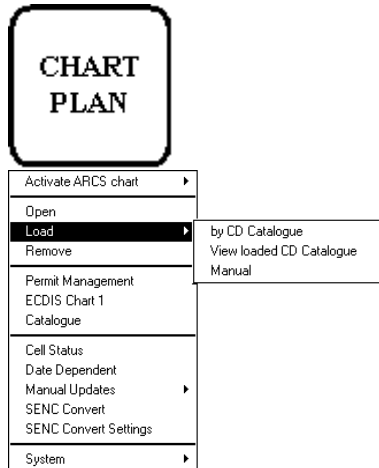 CHART
PLAN
Activate ARCS chart
Open
Load
by CD Catalogue
Remove
View loaded CD Catalogue
Manual
Permit Management
ECDIS Chart 1
Catalogue
Cell Status
Date Dependent
Manual Updates
SENC Convert
SENC Convert Settings
System